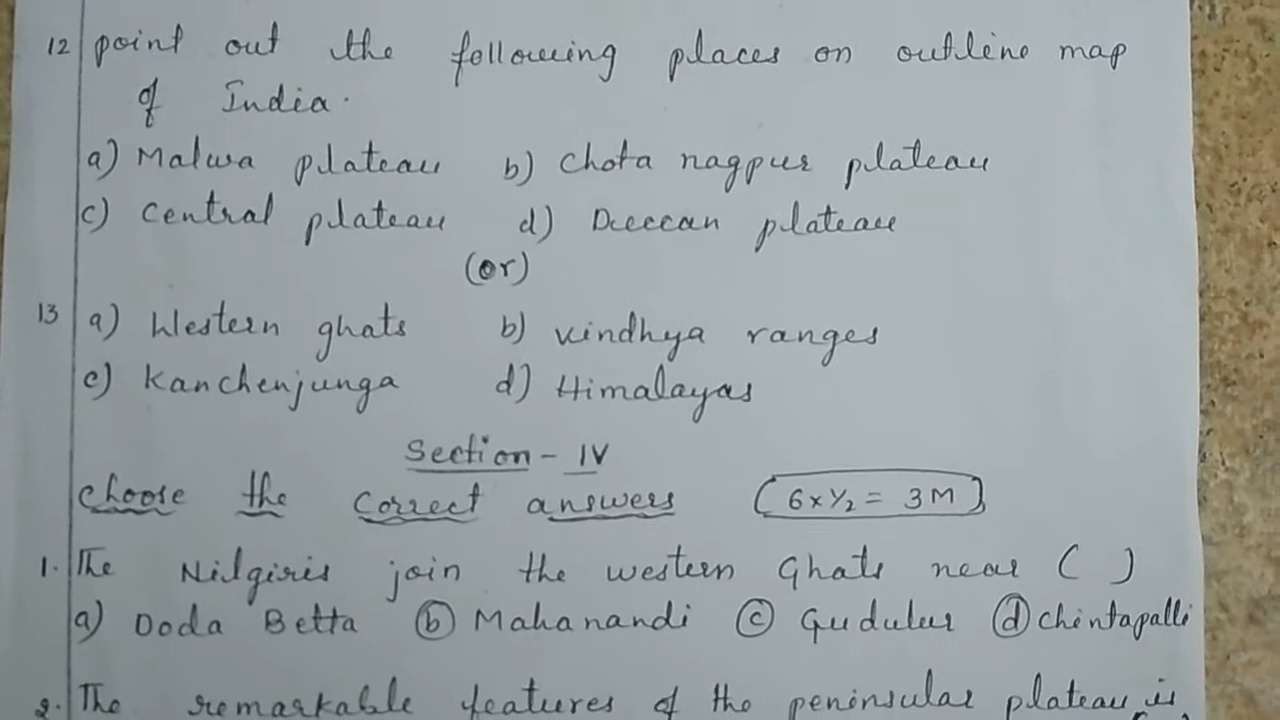 12 point out the following places on outline map
of India.
a) Malwa plateau b) Chota nagpur plateau
c) Central plateau d) Deccan plateau
(or)
13 a) Western ghats b) vindhya ranges
c) Kanchenjunga d) Himalayas
Section - IV
choose the correct answers (6 x 1/2 = 3M)
1. The Nilgiris join the western Ghats near ( )
a) Doda Betta b) Mahanandi c) Gudulur d) chintapalli
2. The remarkable features of the peninsular plateau is